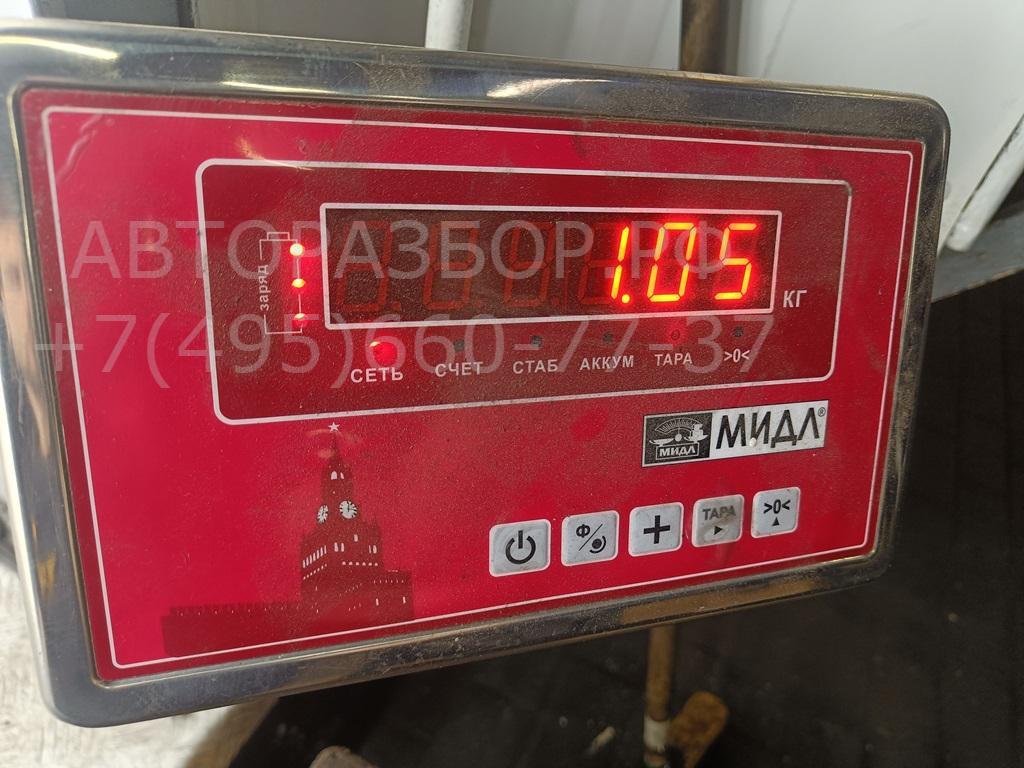 АВТОРАЗБОР.РФ
+7(495)660-77-37
заряд
1.05
КГ
СЕТЬ СЧЕТ СТАБ АККУМ ТАРА >0<
МИДЛ МИДЛ®
Ф/ + ТАРА >0<